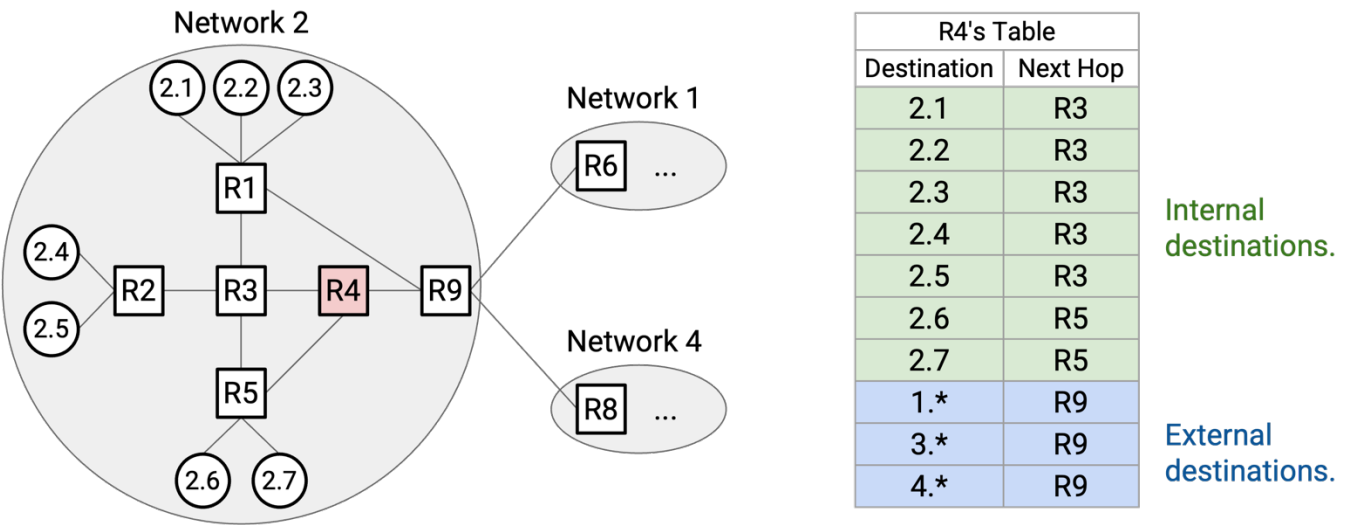 Network 2
2.1 2.2 2.3
R1
2.4
2.5
R2 R3 R4 R9
R5
2.6 2.7
Network 1
R6 ...
Network 4
R8 ...
R4's Table
Destination Next Hop
2.1 R3
2.2 R3
2.3 R3
2.4 R3
2.5 R3
2.6 R5
2.7 R5
1.* R9
3.* R9
4.* R9
Internal
destinations.
External
destinations.